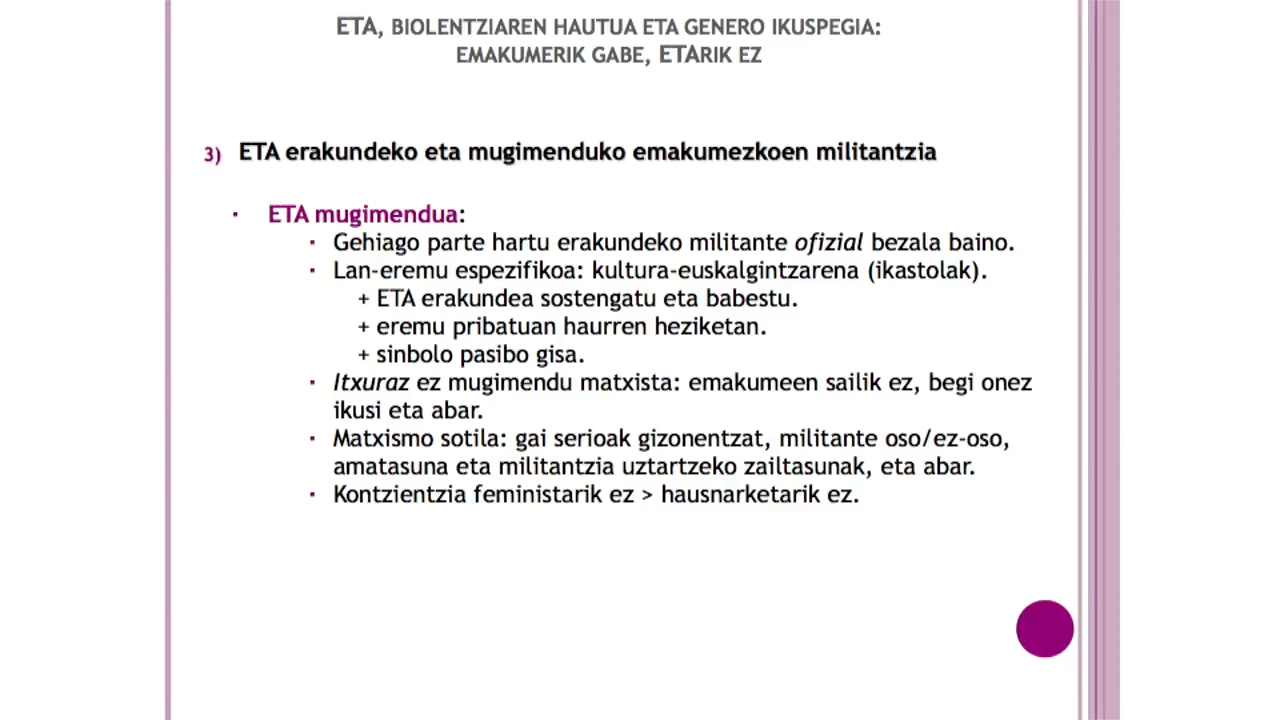 ETA, BIOLENTZIAREN HAUTUA ETA GENERO IKUSPEGIA:
EMAKUMERIK GABE, ETARIK EZ
3) ETA erakundeko eta mugimenduko emakumezkoen militantzia
· ETA mugimendua:
· Gehiago parte hartu erakundeko militante ofizial bezala baino.
· Lan-eremu espezifikoa: kultura-euskalgintzarena (ikastolak).
+ ETA erakundea sostengatu eta babestu.
+ eremu pribatuan haurren heziketan.
+ sinbolo pasibo gisa.
· Itxuraz ez mugimendu matxista: emakumeen sailik ez, begi onez
ikusi eta abar.
· Matxismo sotila: gai serioak gizonentzat, militante oso/ez-oso,
amatasuna eta militantzia uztartzeko zailtasunak, eta abar.
· Kontzientzia feministarik ez > hausnarketarik ez.